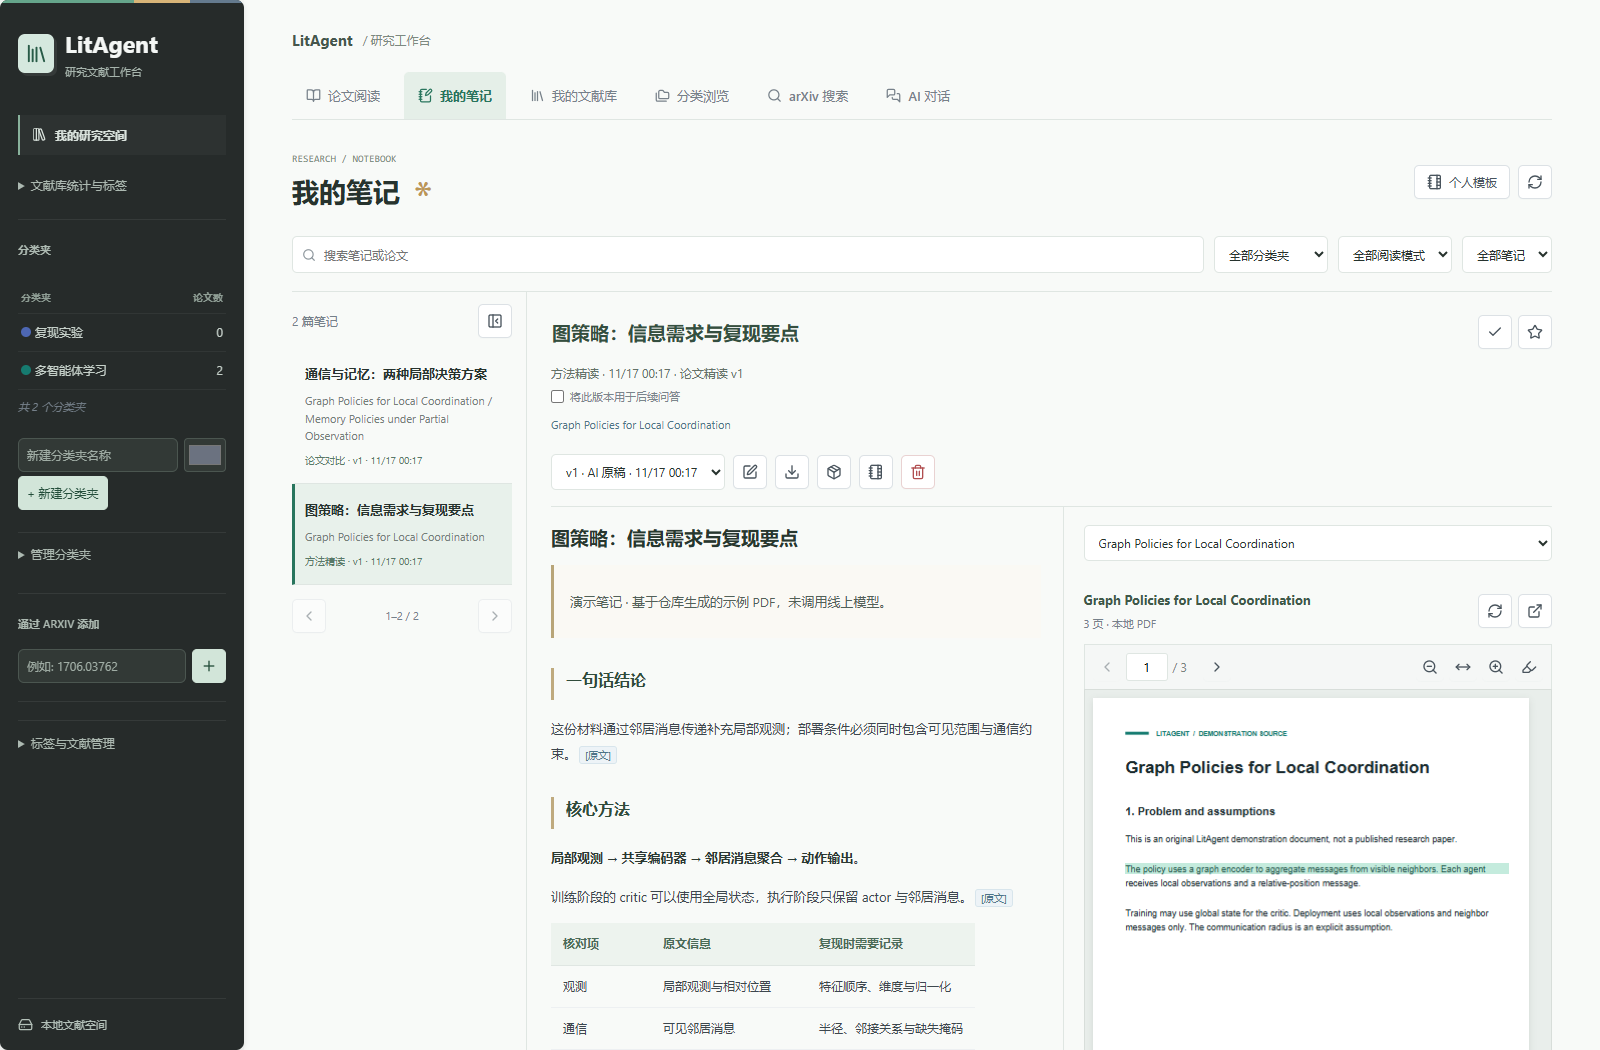 LitAgent
研究文献工作台
我的研究空间
文献库统计与标签
分类夹
分类夹 论文数
复现实验 0
多智能体学习 2
共 2 个分类夹
新建分类夹名称
+ 新建分类夹
管理分类夹
通过 ARXIV 添加
例如: 1706.03762
标签与文献管理
本地文献空间
LitAgent / 研究工作台
论文阅读 我的笔记 我的文献库 分类浏览 arXiv 搜索 AI 对话
RESEARCH / NOTEBOOK
我的笔记 *
个人模板
搜索笔记或论文
全部分类夹 全部阅读模式 全部笔记
2 篇笔记
通信与记忆：两种局部决策方案
Graph Policies for Local Coordination /
Memory Policies under Partial
Observation
论文对比 · v1 · 11/17 00:17
图策略：信息需求与复现要点
Graph Policies for Local Coordination
方法精读 · v1 · 11/17 00:17
1–2 / 2
图策略：信息需求与复现要点
方法精读 · 11/17 00:17 · 论文精读 v1
将此版本用于后续问答
Graph Policies for Local Coordination
v1 · AI 原稿 · 11/17 00:17
图策略：信息需求与复现要点
演示笔记 · 基于仓库生成的示例 PDF，未调用线上模型。
一句话结论
这份材料通过邻居消息传递补充局部观测；部署条件必须同时包含可见范围与通信约
束。 [原文]
核心方法
局部观测 → 共享编码器 → 邻居消息聚合 → 动作输出。
训练阶段的 critic 可以使用全局状态，执行阶段只保留 actor 与邻居消息。 [原文]
核对项 原文信息 复现时需要记录
观测 局部观测与相对位置 特征顺序、维度与归一化
通信 可见邻居消息 半径、邻接关系与缺失掩码
Graph Policies for Local Coordination
Graph Policies for Local Coordination
3 页 · 本地 PDF
1 / 3
LITAGENT / DEMONSTRATION SOURCE
Graph Policies for Local Coordination
1. Problem and assumptions
This is an original LitAgent demonstration document, not a published research paper.
The policy uses a graph encoder to aggregate messages from visible neighbors. Each agent
receives local observations and a relative-position message.
Training may use global state for the critic. Deployment uses local observations and neighbor
messages only. The communication radius is an explicit assumption.